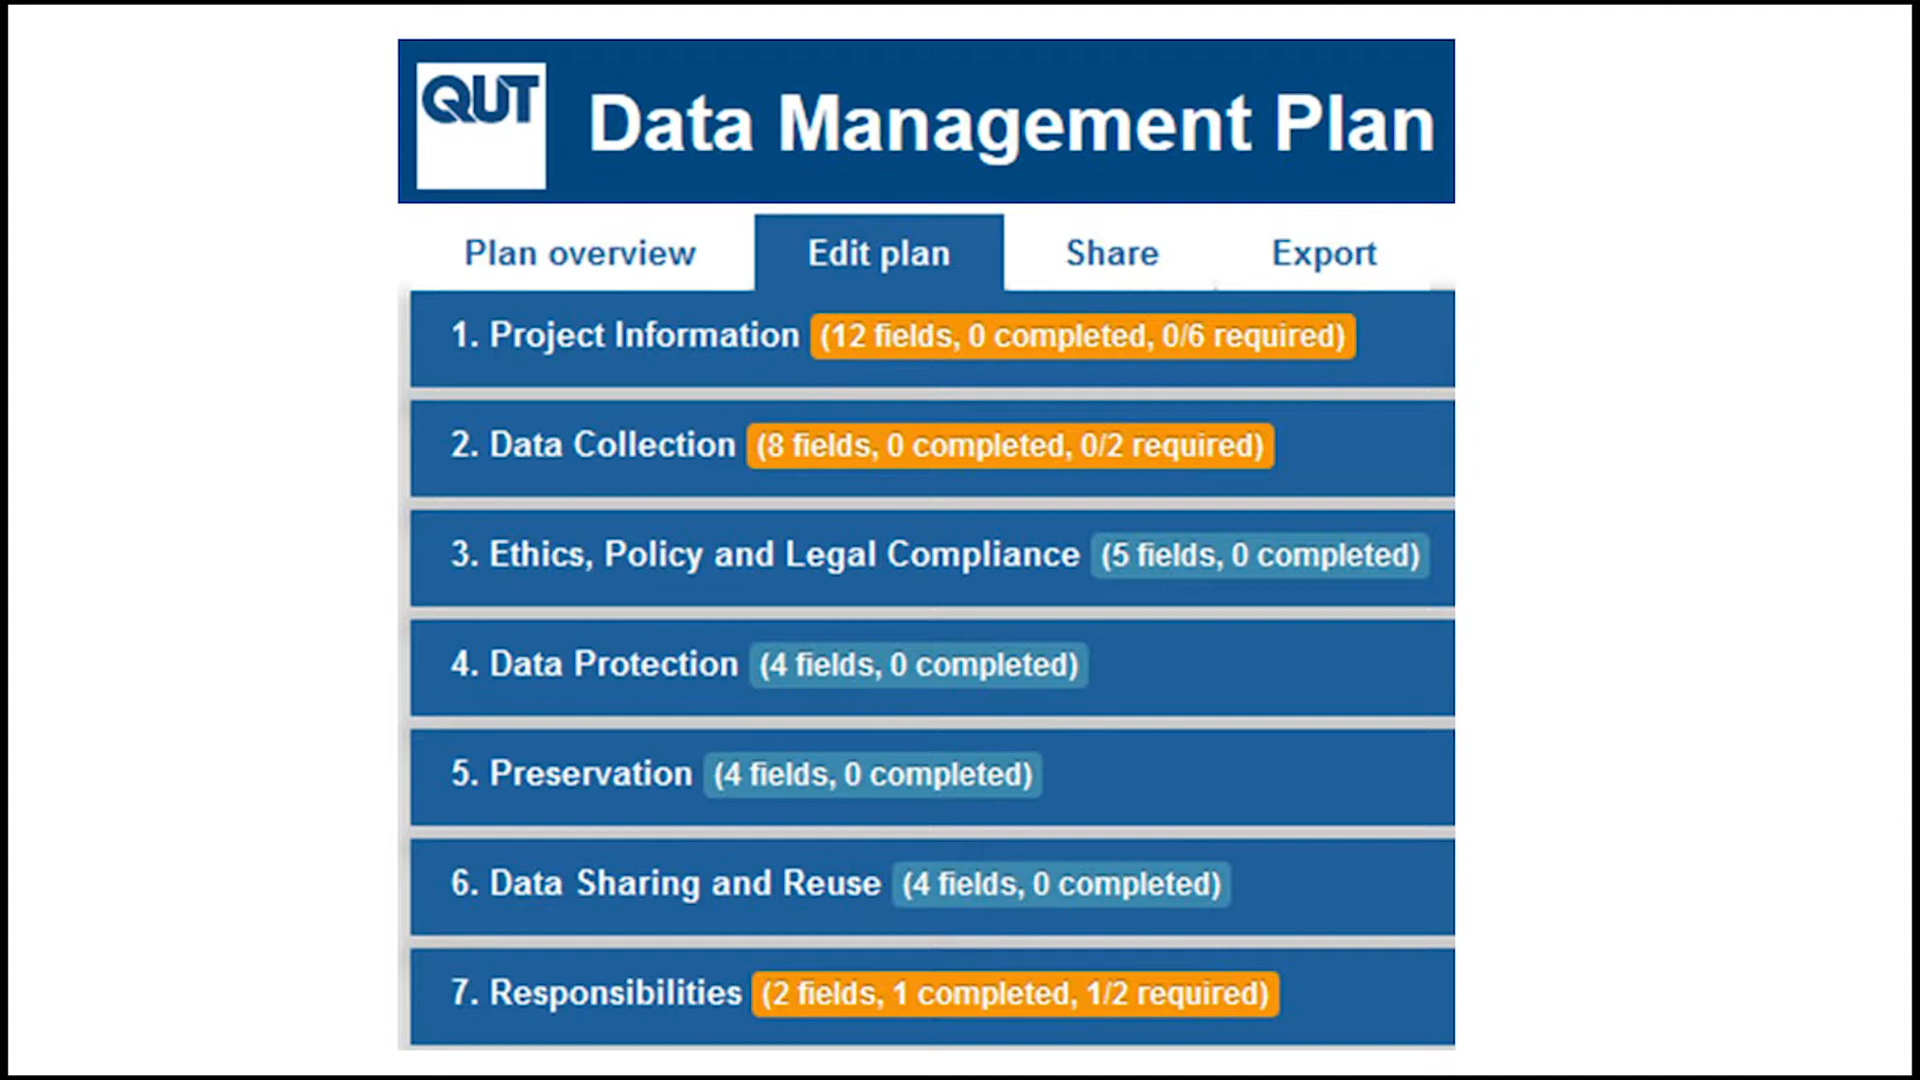 QUT
Data Management Plan
Plan overview Edit plan Share Export
1. Project Information (12 fields, 0 completed, 0/6 required)
2. Data Collection (8 fields, 0 completed, 0/2 required)
3. Ethics, Policy and Legal Compliance (5 fields, 0 completed)
4. Data Protection (4 fields, 0 completed)
5. Preservation (4 fields, 0 completed)
6. Data Sharing and Reuse (4 fields, 0 completed)
7. Responsibilities (2 fields, 1 completed, 1/2 required)